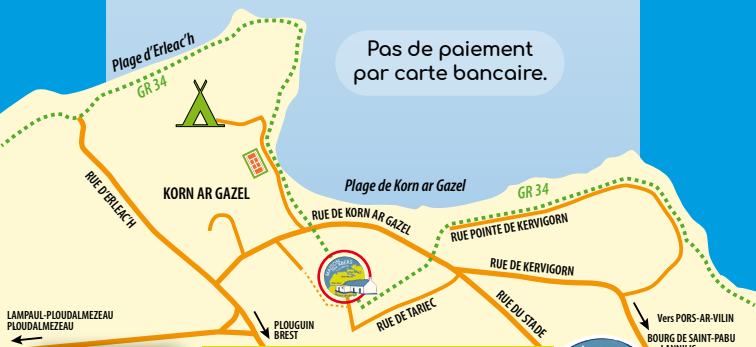 Pas de paiement
par carte bancaire.
Plage d'Erleac'h
GR 34
KORN AR GAZEL
Plage de Korn ar Gazel
GR 34
RUE D'ERLEAC'H
RUE DE KORN AR GAZEL
RUE POINTE DE KERVIGORN
RUE DE KERVIGORN
RUE DE TARIEC
RUE DU STADE
LAMPAUL-PLOUDALMEZEAU
PLOUDALMEZEAU
PLOUGUIN
BREST
Vers PORS-AR-VILIN
BOURG DE SAINT-PABU